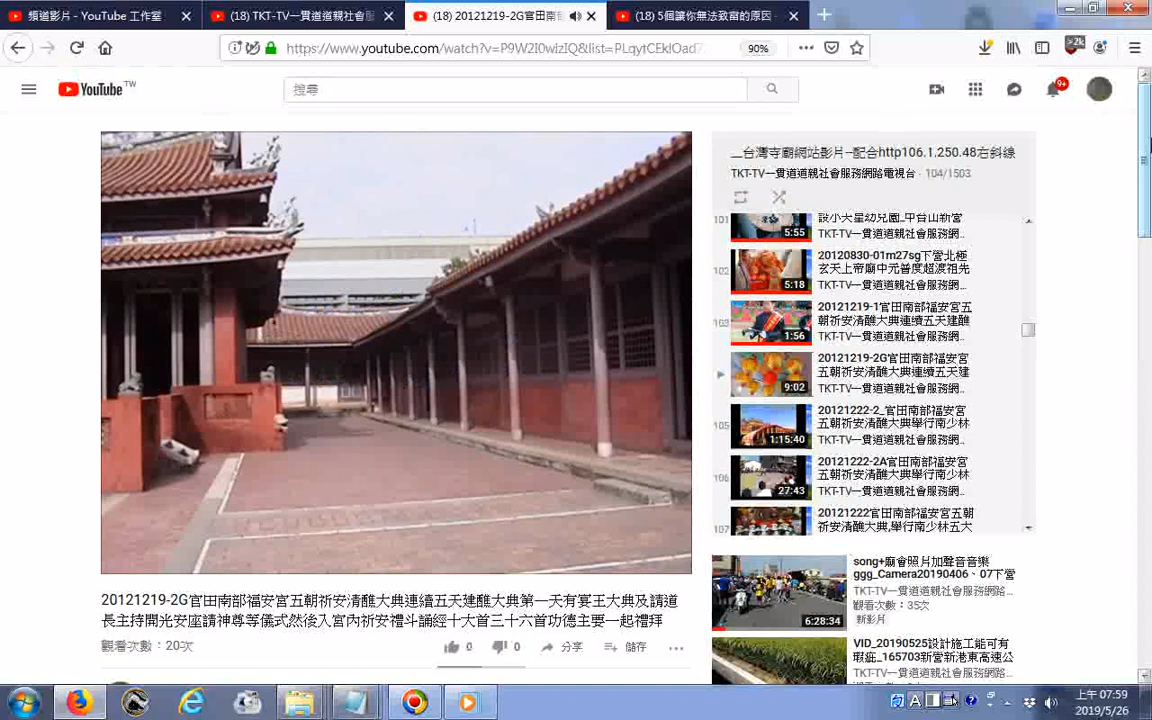 頻道影片 - YouTube 工作室
(18) TKT-TV一貫道道親社會服
(18) 20121219-2G官田南部
(18) 5個讓你無法致富的原因
https://www.youtube.com/watch?v=P9W2I0wizIQ&list=PLqytCEkIOad7
90%
>2k
YouTube TW
搜尋
9+
二台灣寺廟網站影片--配合http106.1.250.48右斜線
TKT-TV一貫道道親社會服務網路電視台 - 104/1503
101
設小天星幼兒園_中台山新營
TKT-TV一貫道道親社會服務網..
5:55
102
20120830-01m27sg下營北極
玄天上帝廟中元普度超渡祖先
TKT-TV一貫道道親社會服務網..
5:18
103
20121219-1官田南部福安宮五
朝祈安清醮大典連續五天建醮
TKT-TV一貫道道親社會服務網..
1:56
20121219-2G官田南部福安宮
五朝祈安清醮大典連續五天建
TKT-TV一貫道道親社會服務網..
9:02
105
20121222-2_官田南部福安宮
五朝祈安清醮大典舉行南少林
TKT-TV一貫道道親社會服務網..
1:15:40
106
20121222-2A官田南部福安宮
五朝祈安清醮大典舉行南少林
TKT-TV一貫道道親社會服務網..
27:43
107
20121222官田南部福安宮五朝
祈安清醮大典,舉行南少林五大
20121219-2G官田南部福安宮五朝祈安清醮大典連續五天建醮大典第一天有宴王大典及請道
長主持開光安座請神尊等儀式然後入宮內祈安禮斗誦經十大首三十六首功德主要一起禮拜
觀看次數：20次
0
0
分享
儲存
song+廟會照片加聲音音樂
ggg_Camera20190406、07下營
TKT-TV一貫道道親社會服務網路...
觀看次數：35次
新影片
6:28:34
VID_20190525設計施工能可有
瑕疵_165703新營新港東高速公
TKT-TV一貫道道親社會服務網路...
上午 07:59
2019/5/26